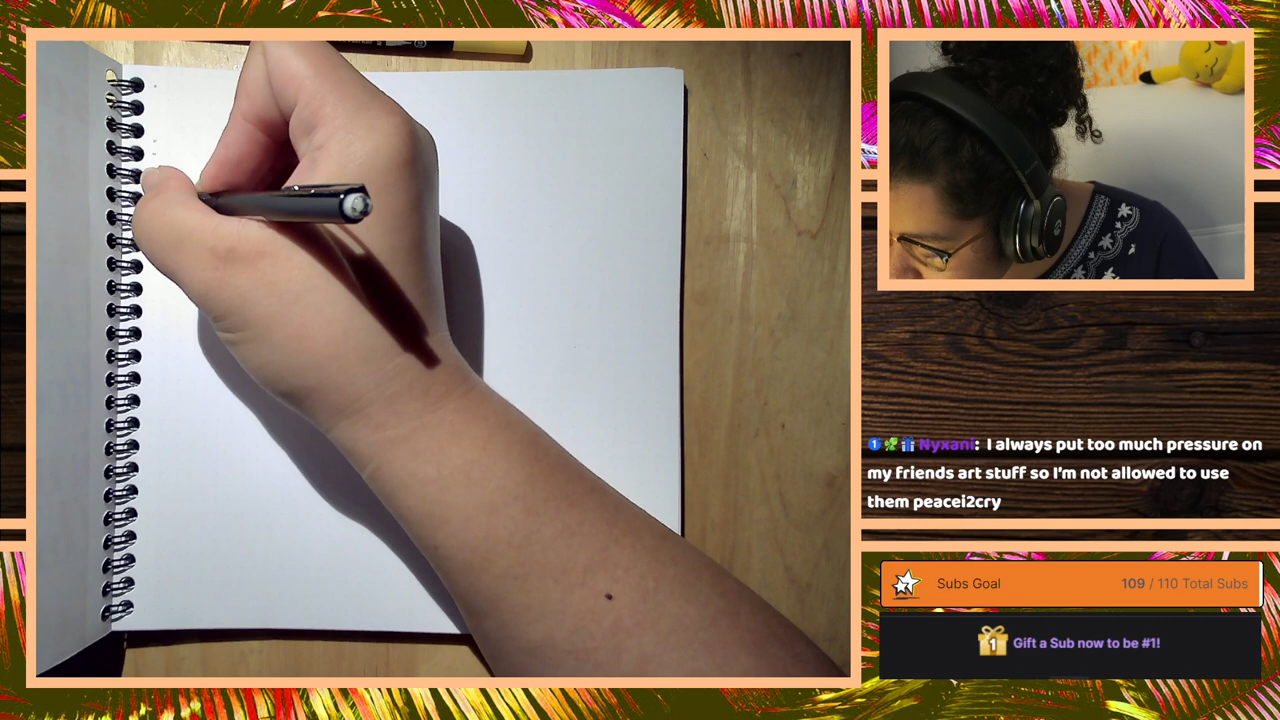 Nyxani: I always put too much pressure on
my friends art stuff so I'm not allowed to use
them peacei2cry
Subs Goal 109 / 110 Total Subs
1 Gift a Sub now to be #1!